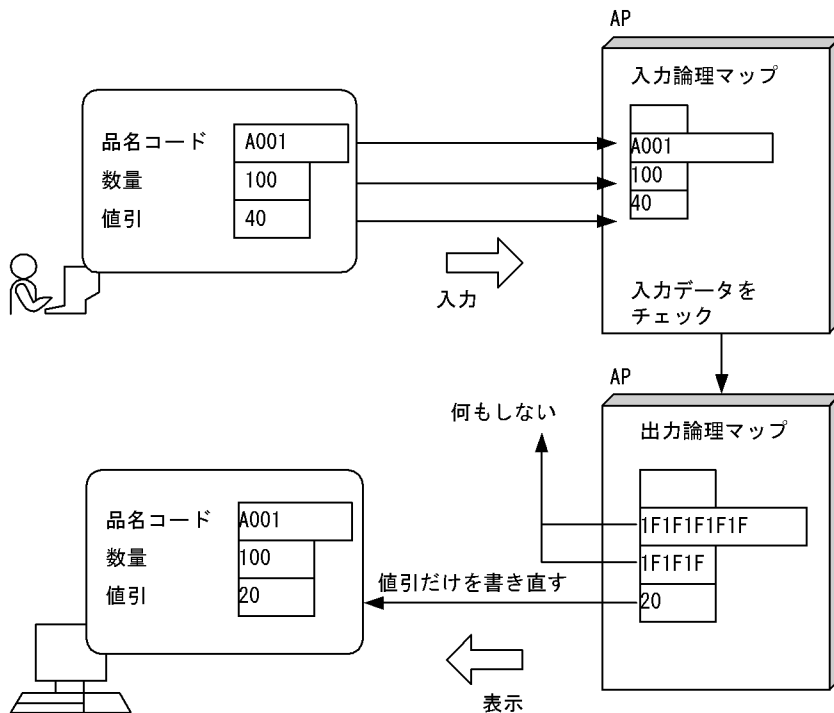 AP
入力論理マップ
品名コード A001
数量 100
値引 40
A001
100
40
入力
入力データを
チェック
AP
何もしない
出力論理マップ
品名コード A001
数量 100
値引 20
1F1F1F1F1F
1F1F1F
20
値引だけを書き直す
表示